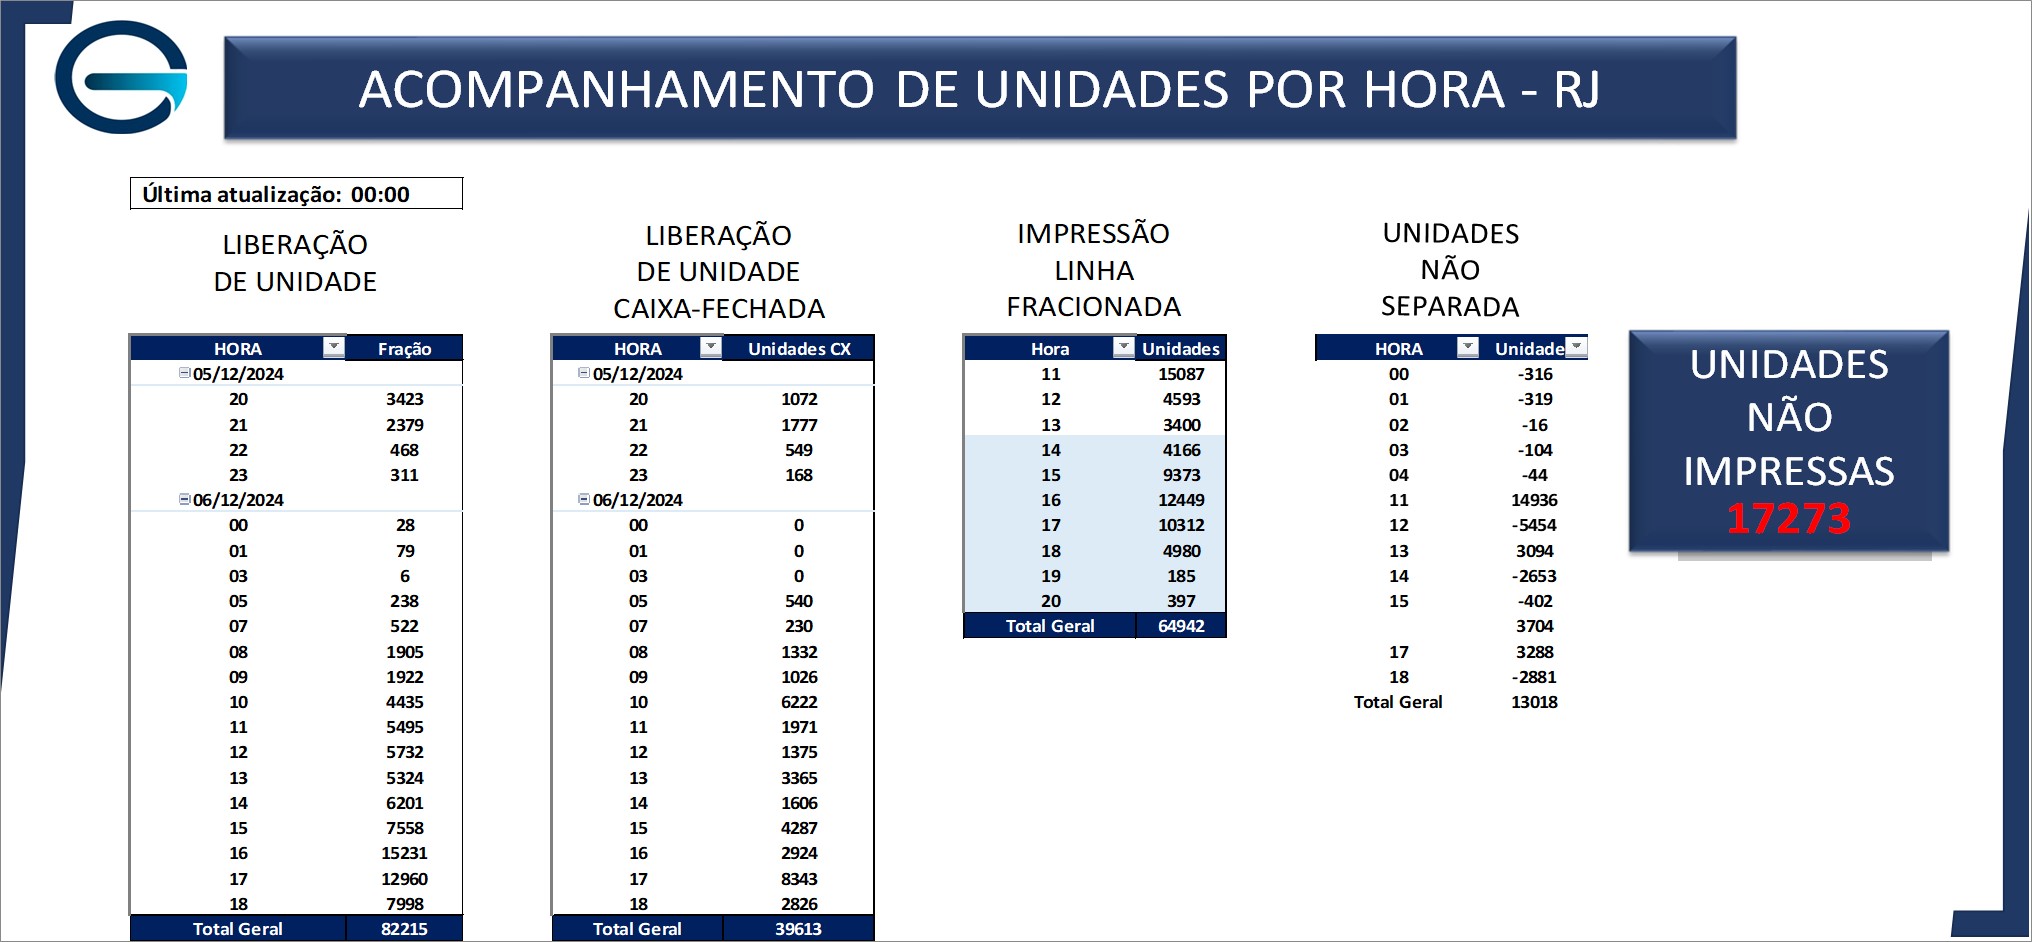 ACOMPANHAMENTO DE UNIDADES POR HORA - RJ
Última atualização: 00:00
LIBERAÇÃO
DE UNIDADE
HORA Fração
05/12/2024
20 3423
21 2379
22 468
23 311
06/12/2024
00 28
01 79
03 6
05 238
07 522
08 1905
09 1922
10 4435
11 5495
12 5732
13 5324
14 6201
15 7558
16 15231
17 12960
18 7998
Total Geral 82215
LIBERAÇÃO
DE UNIDADE
CAIXA-FECHADA
HORA Unidades CX
05/12/2024
20 1072
21 1777
22 549
23 168
06/12/2024
00 0
01 0
03 0
05 540
07 230
08 1332
09 1026
10 6222
11 1971
12 1375
13 3365
14 1606
15 4287
16 2924
17 8343
18 2826
Total Geral 39613
IMPRESSÃO
LINHA
FRACIONADA
Hora Unidades
11 15087
12 4593
13 3400
14 4166
15 9373
16 12449
17 10312
18 4980
19 185
20 397
Total Geral 64942
UNIDADES
NÃO
SEPARADA
HORA Unidade
00 -316
01 -319
02 -16
03 -104
04 -44
11 14936
12 -5454
13 3094
14 -2653
15 -402
3704
17 3288
18 -2881
Total Geral 13018
UNIDADES
NÃO
IMPRESSAS
17273